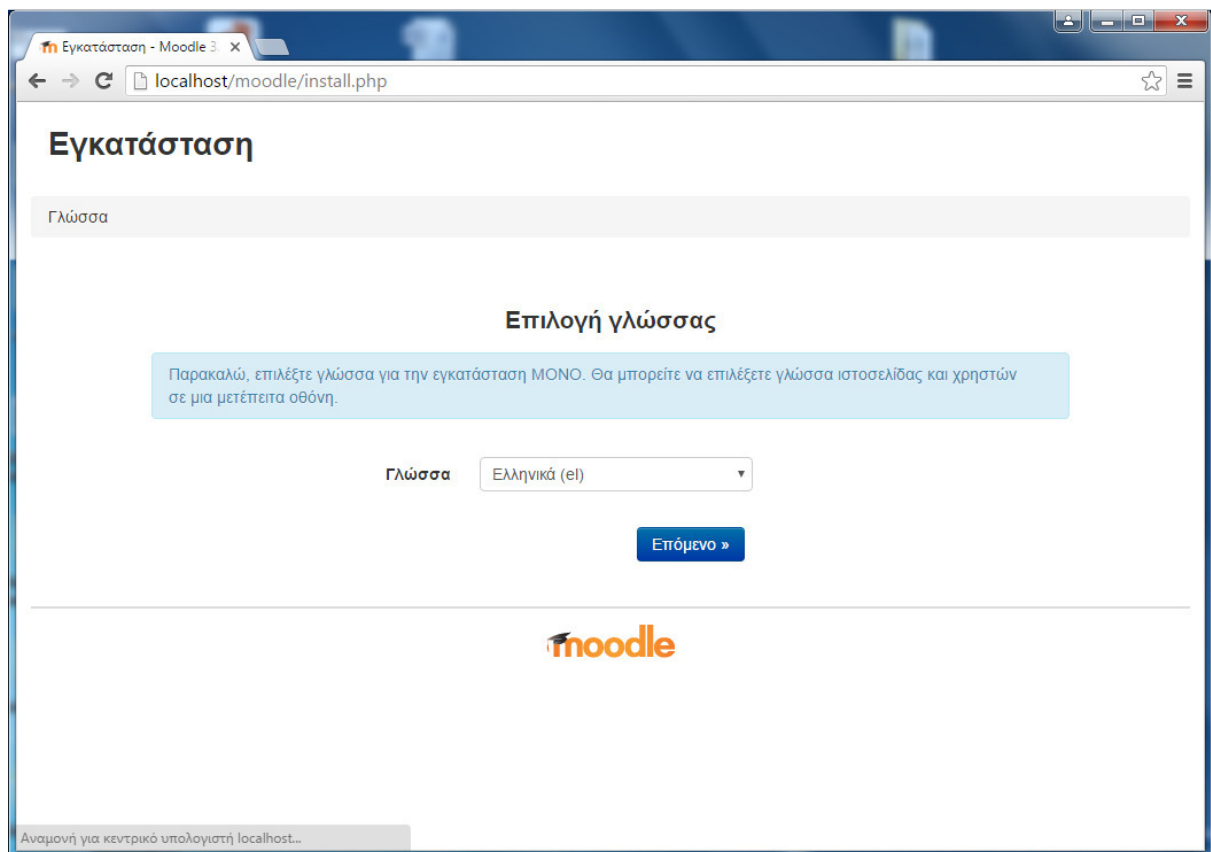 Εγκατάσταση - Moodle 3.
localhost/moodle/install.php
Εγκατάσταση
Γλώσσα
Επιλογή γλώσσας
Παρακαλώ, επιλέξτε γλώσσα για την εγκατάσταση ΜΟΝΟ. Θα μπορείτε να επιλέξετε γλώσσα ιστοσελίδας και χρηστών
σε μια μετέπειτα οθόνη.
Γλώσσα Ελληνικά (el)
Επόμενο »
moodle
Αναμονή για κεντρικό υπολογιστή localhost...